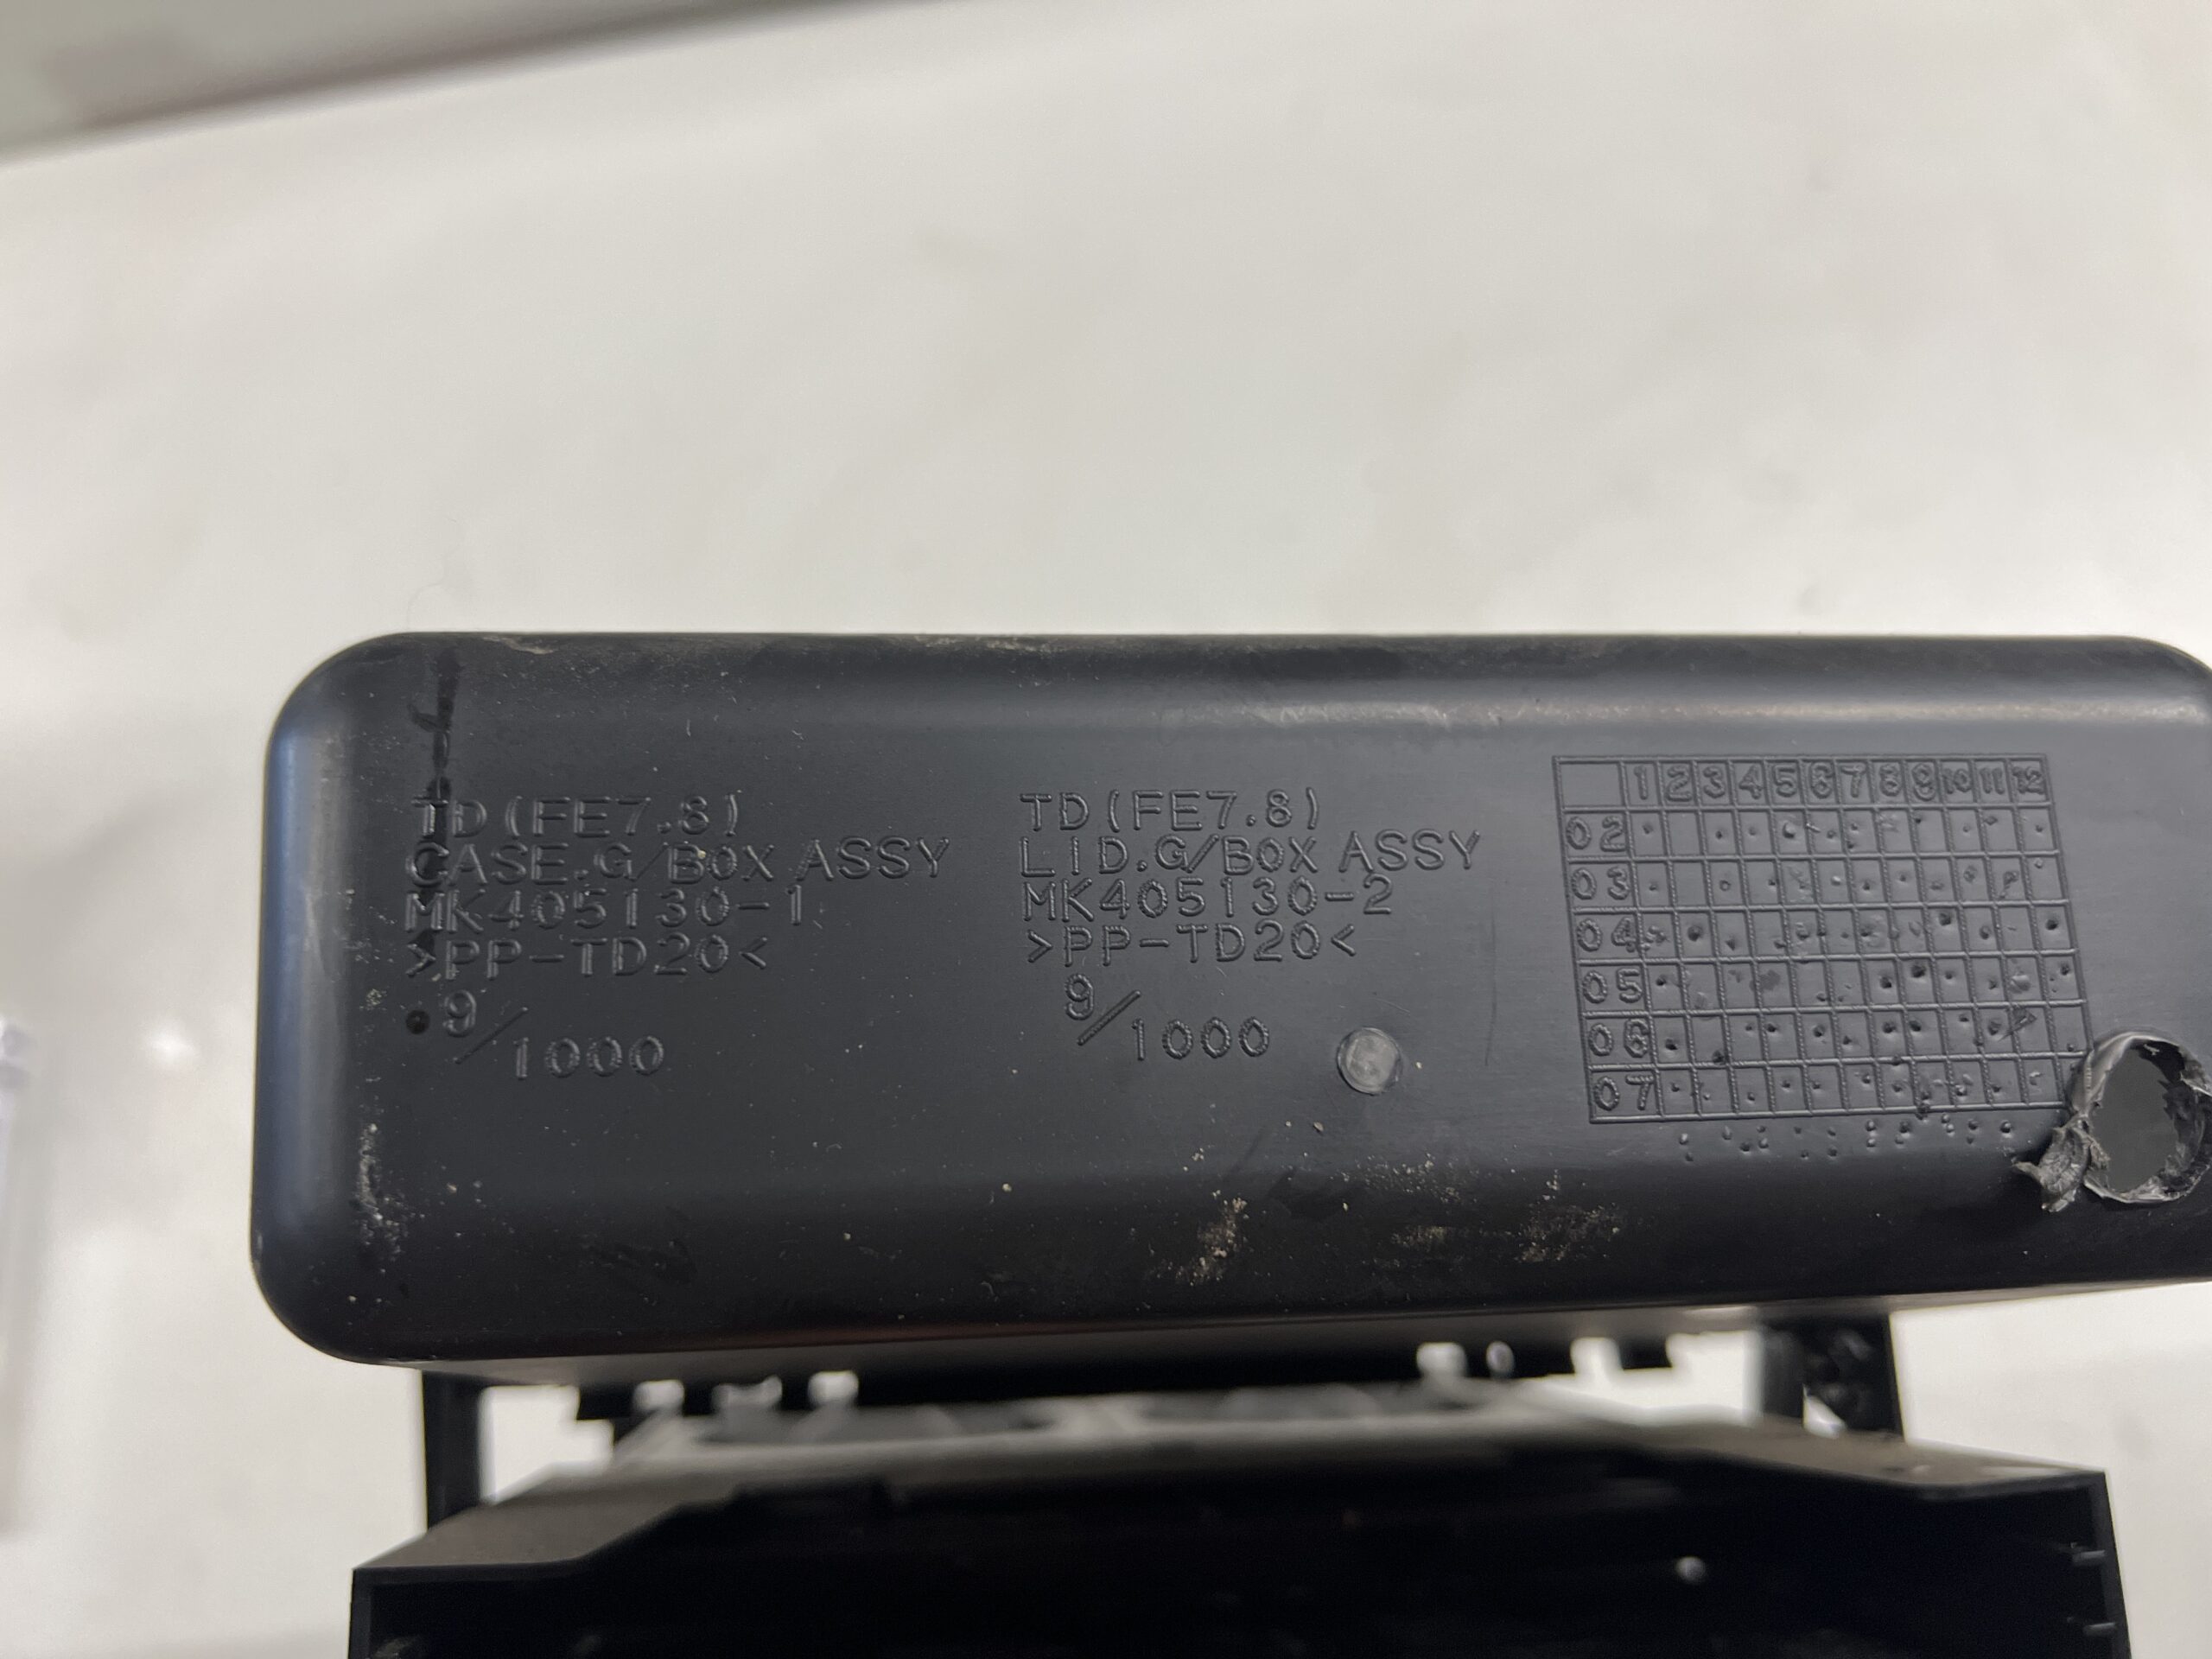 TD(FE7.8)
CASE.G/BOX ASSY
MK405130-1
>PP-TD20<
9/1000
TD(FE7.8)
LID.G/BOX ASSY
MK405130-2
>PP-TD20<
9/1000
1 2 3 4 5 6 7 8 9 10 11 12
02
03
04
05
06
07